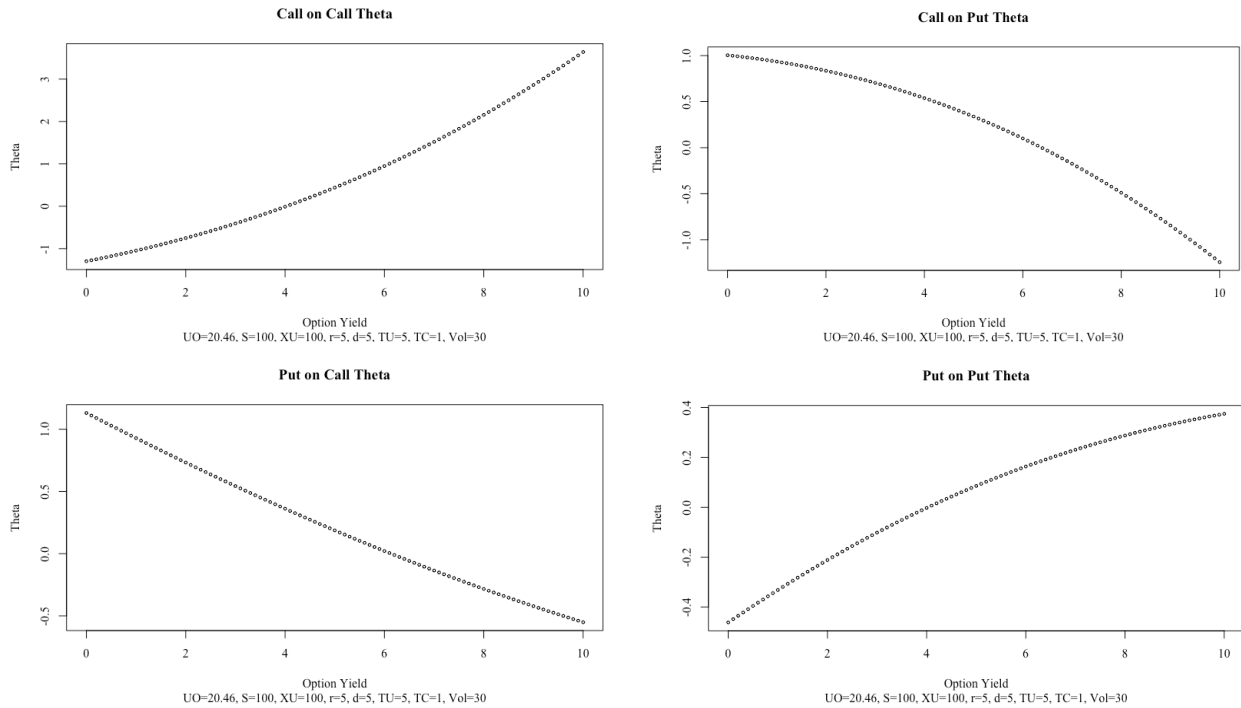 Call on Call Theta
Theta
3
2
1
0
-1
0 2 4 6 8 10
Option Yield
UO=20.46, S=100, XU=100, r=5, d=5, TU=5, TC=1, Vol=30
Call on Put Theta
Theta
1.0
0.5
0.0
-0.5
-1.0
0 2 4 6 8 10
Option Yield
UO=20.46, S=100, XU=100, r=5, d=5, TU=5, TC=1, Vol=30
Put on Call Theta
Theta
1.0
0.5
0.0
-0.5
0 2 4 6 8 10
Option Yield
UO=20.46, S=100, XU=100, r=5, d=5, TU=5, TC=1, Vol=30
Put on Put Theta
Theta
0.4
0.2
0.0
-0.2
-0.4
0 2 4 6 8 10
Option Yield
UO=20.46, S=100, XU=100, r=5, d=5, TU=5, TC=1, Vol=30